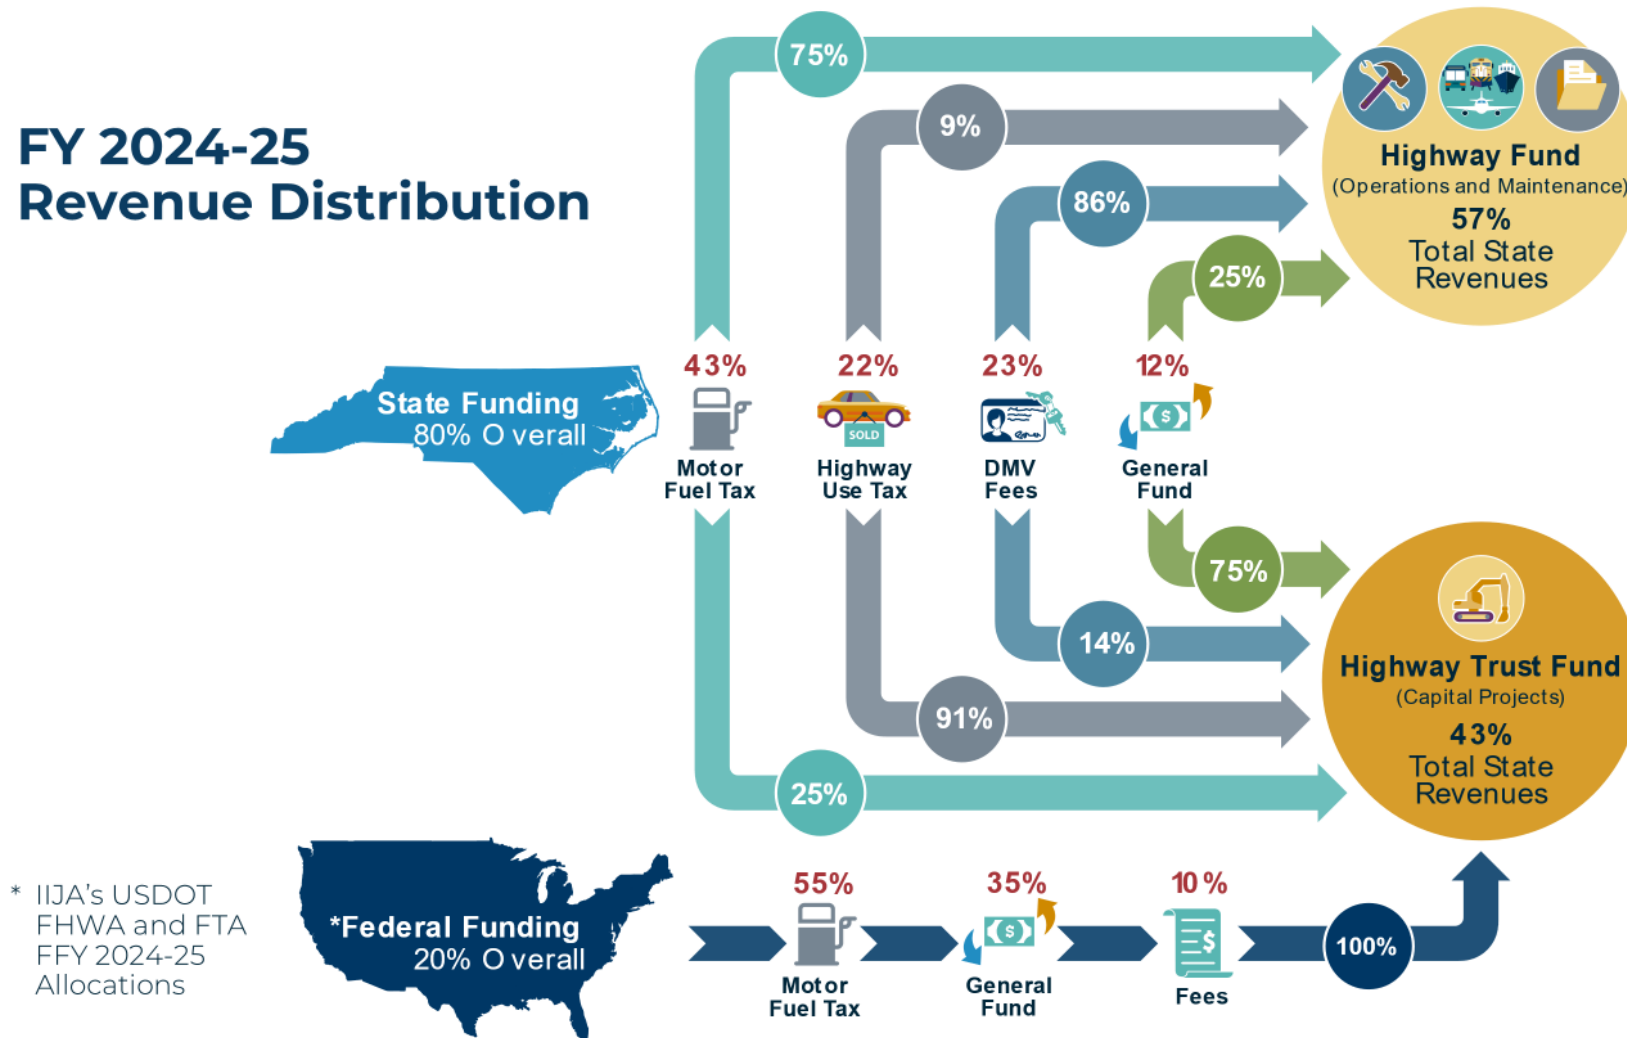 FY 2024-25
Revenue Distribution
75%
9%
86%
25%
Highway Fund
(Operations and Maintenance)
57%
Total State
Revenues
State Funding
80% O verall
43%
22%
23%
12%
SOLD
$
Motor
Fuel Tax
Highway
Use Tax
DMV
Fees
General
Fund
75%
14%
91%
25%
Highway Trust Fund
(Capital Projects)
43%
Total State
Revenues
* IIJA's USDOT
FHWA and FTA
FFY 2024-25
Allocations
*Federal Funding
20% O verall
55%
35%
10 %
$
$
Motor
Fuel Tax
General
Fund
Fees
100%